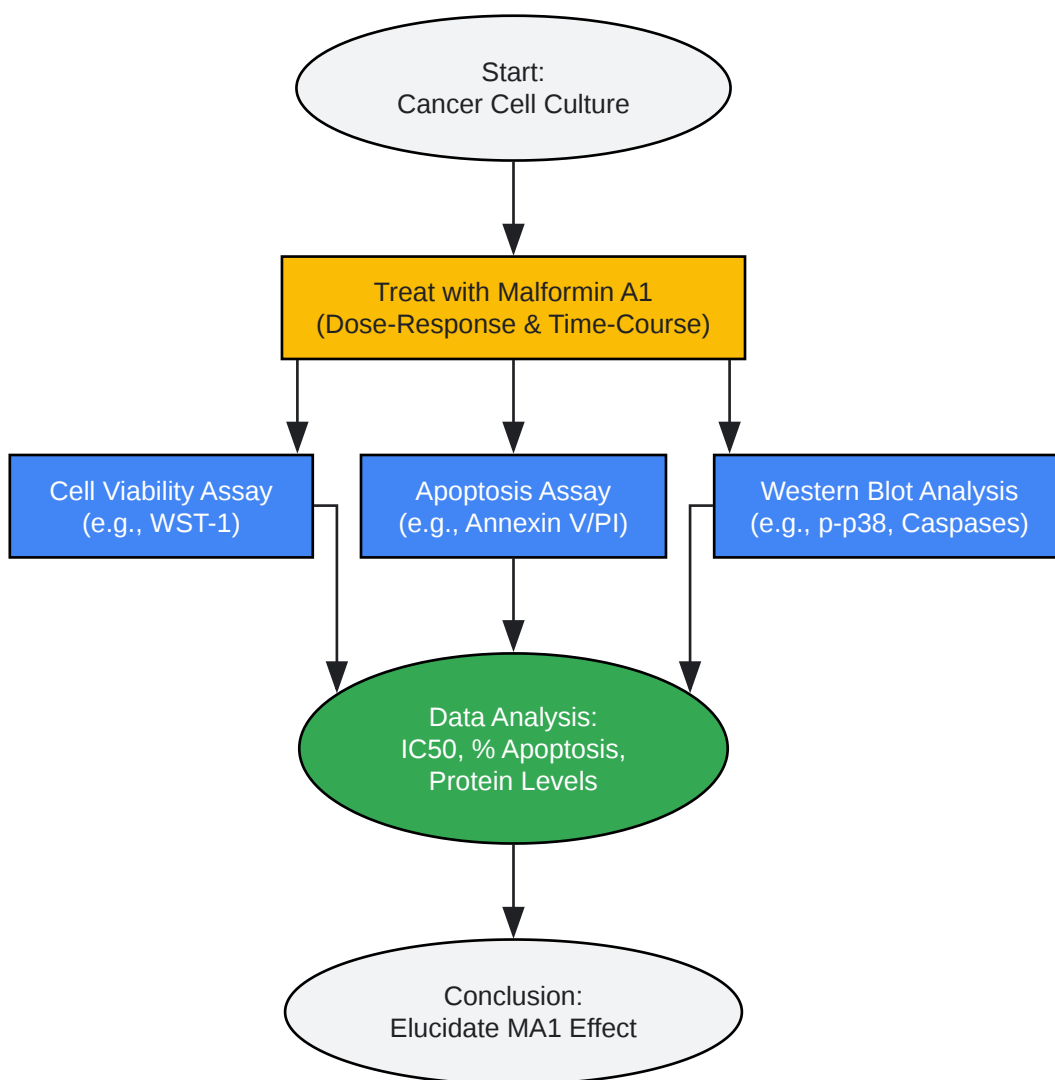 Start:
Cancer Cell Culture
Treat with Malformin A1
(Dose-Response & Time-Course)
Cell Viability Assay
(e.g., WST-1)
Apoptosis Assay
(e.g., Annexin V/PI)
Western Blot Analysis
(e.g., p-p38, Caspases)
Data Analysis:
IC50, % Apoptosis,
Protein Levels
Conclusion:
Elucidate MA1 Effect